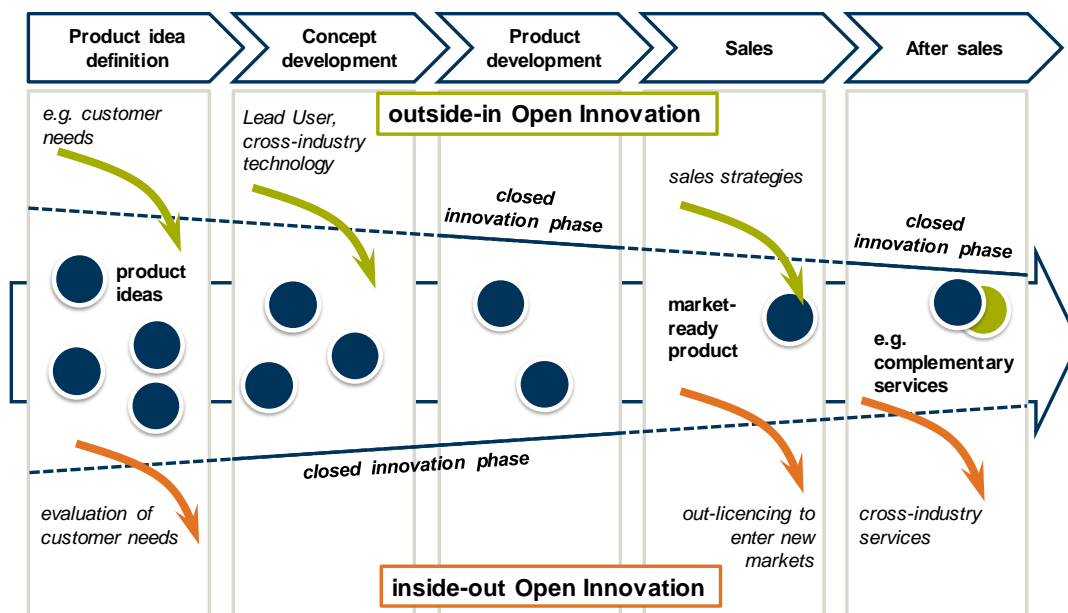 Product idea
definition
Concept
development
Product
development
Sales
After sales
outside-in Open Innovation
e.g. customer
needs
Lead User,
cross-industry
technology
closed
innovation phase
sales strategies
closed
innovation phase
product
ideas
market-
ready
product
e.g.
complementary
services
closed innovation phase
evaluation of
customer needs
out-licencing to
enter new
markets
cross-industry
services
inside-out Open Innovation